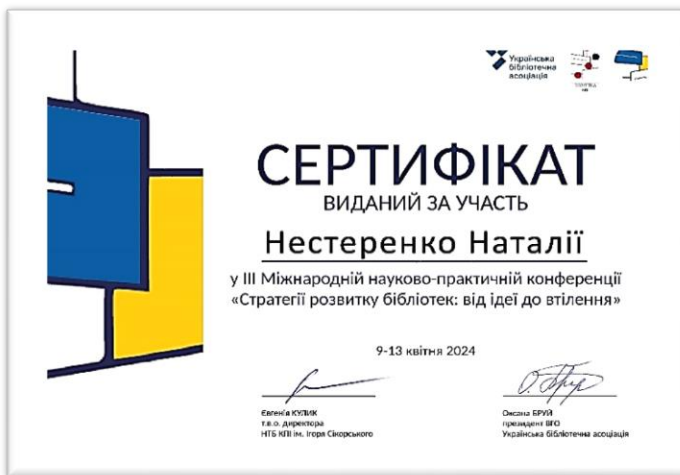 Українська
бібліотечна
асоціація
СЕРТИФІКАТ
ВИДАНИЙ ЗА УЧАСТЬ
Нестеренко Наталії
у ІІІ Міжнародній науково-практичній конференції
«Стратегії розвитку бібліотек: від ідеї до втілення»
9-13 квітня 2024
Євгенія КУЛИК
т.в.о. директора
НТБ КПІ ім. Ігоря Сікорського
Оксана БРУЙ
президент ВГО
Українська бібліотечна асоціація